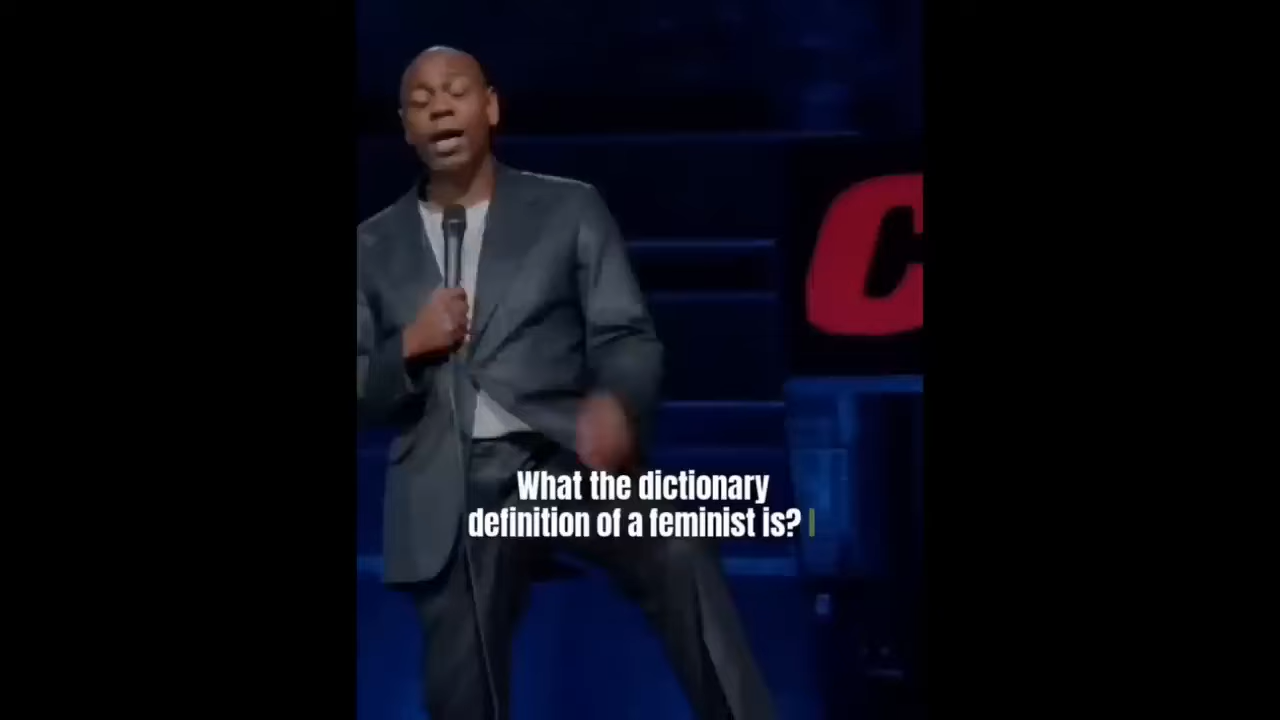 C
What the dictionary
definition of a feminist is?